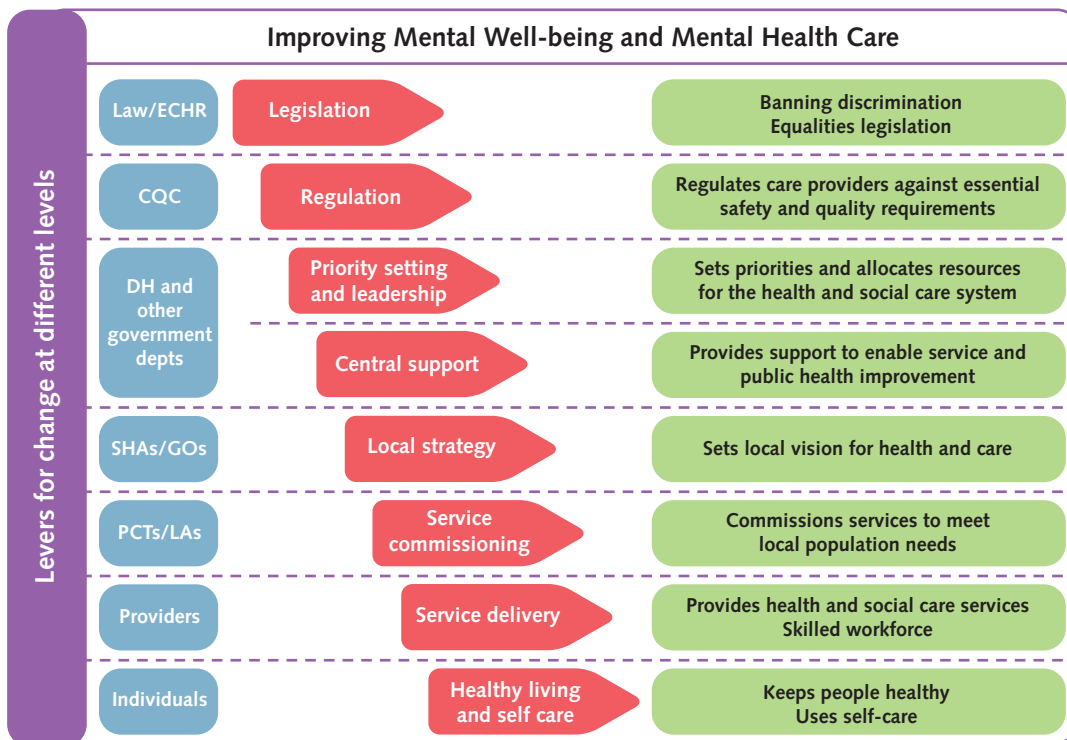 Improving Mental Well-being and Mental Health Care
Levers for change at different levels
Law/ECHR
Legislation
Banning discrimination
Equalities legislation
CQC
Regulation
Regulates care providers against essential
safety and quality requirements
DH and
other
government
depts
Priority setting
and leadership
Sets priorities and allocates resources
for the health and social care system
Central support
Provides support to enable service and
public health improvement
SHAs/GOs
Local strategy
Sets local vision for health and care
PCTs/LAs
Service
commissioning
Commissions services to meet
local population needs
Providers
Service delivery
Provides health and social care services
Skilled workforce
Individuals
Healthy living
and self care
Keeps people healthy
Uses self-care